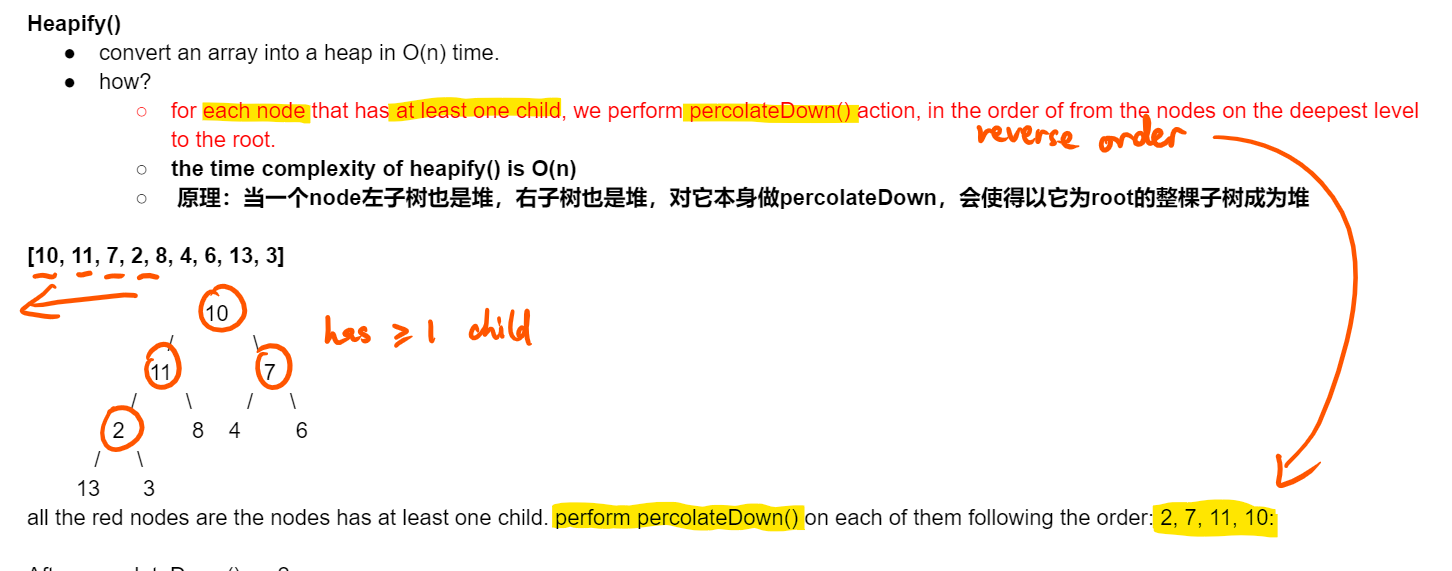 Heapify()
● convert an array into a heap in O(n) time.
● how?
○ for each node that has at least one child, we perform percolateDown() action, in the order of from the nodes on the deepest level
to the root.
reverse order
○ the time complexity of heapify() is O(n)
○ 原理：当一个node左子树也是堆，右子树也是堆，对它本身做percolateDown，会使得以它为root的整棵子树成为堆
[10, 11, 7, 2, 8, 4, 6, 13, 3]
10
has ≥ 1 child
/ \
11 7
/ \ / \
2 8 4 6
/ \
13 3
all the red nodes are the nodes has at least one child. perform percolateDown() on each of them following the order: 2, 7, 11, 10: